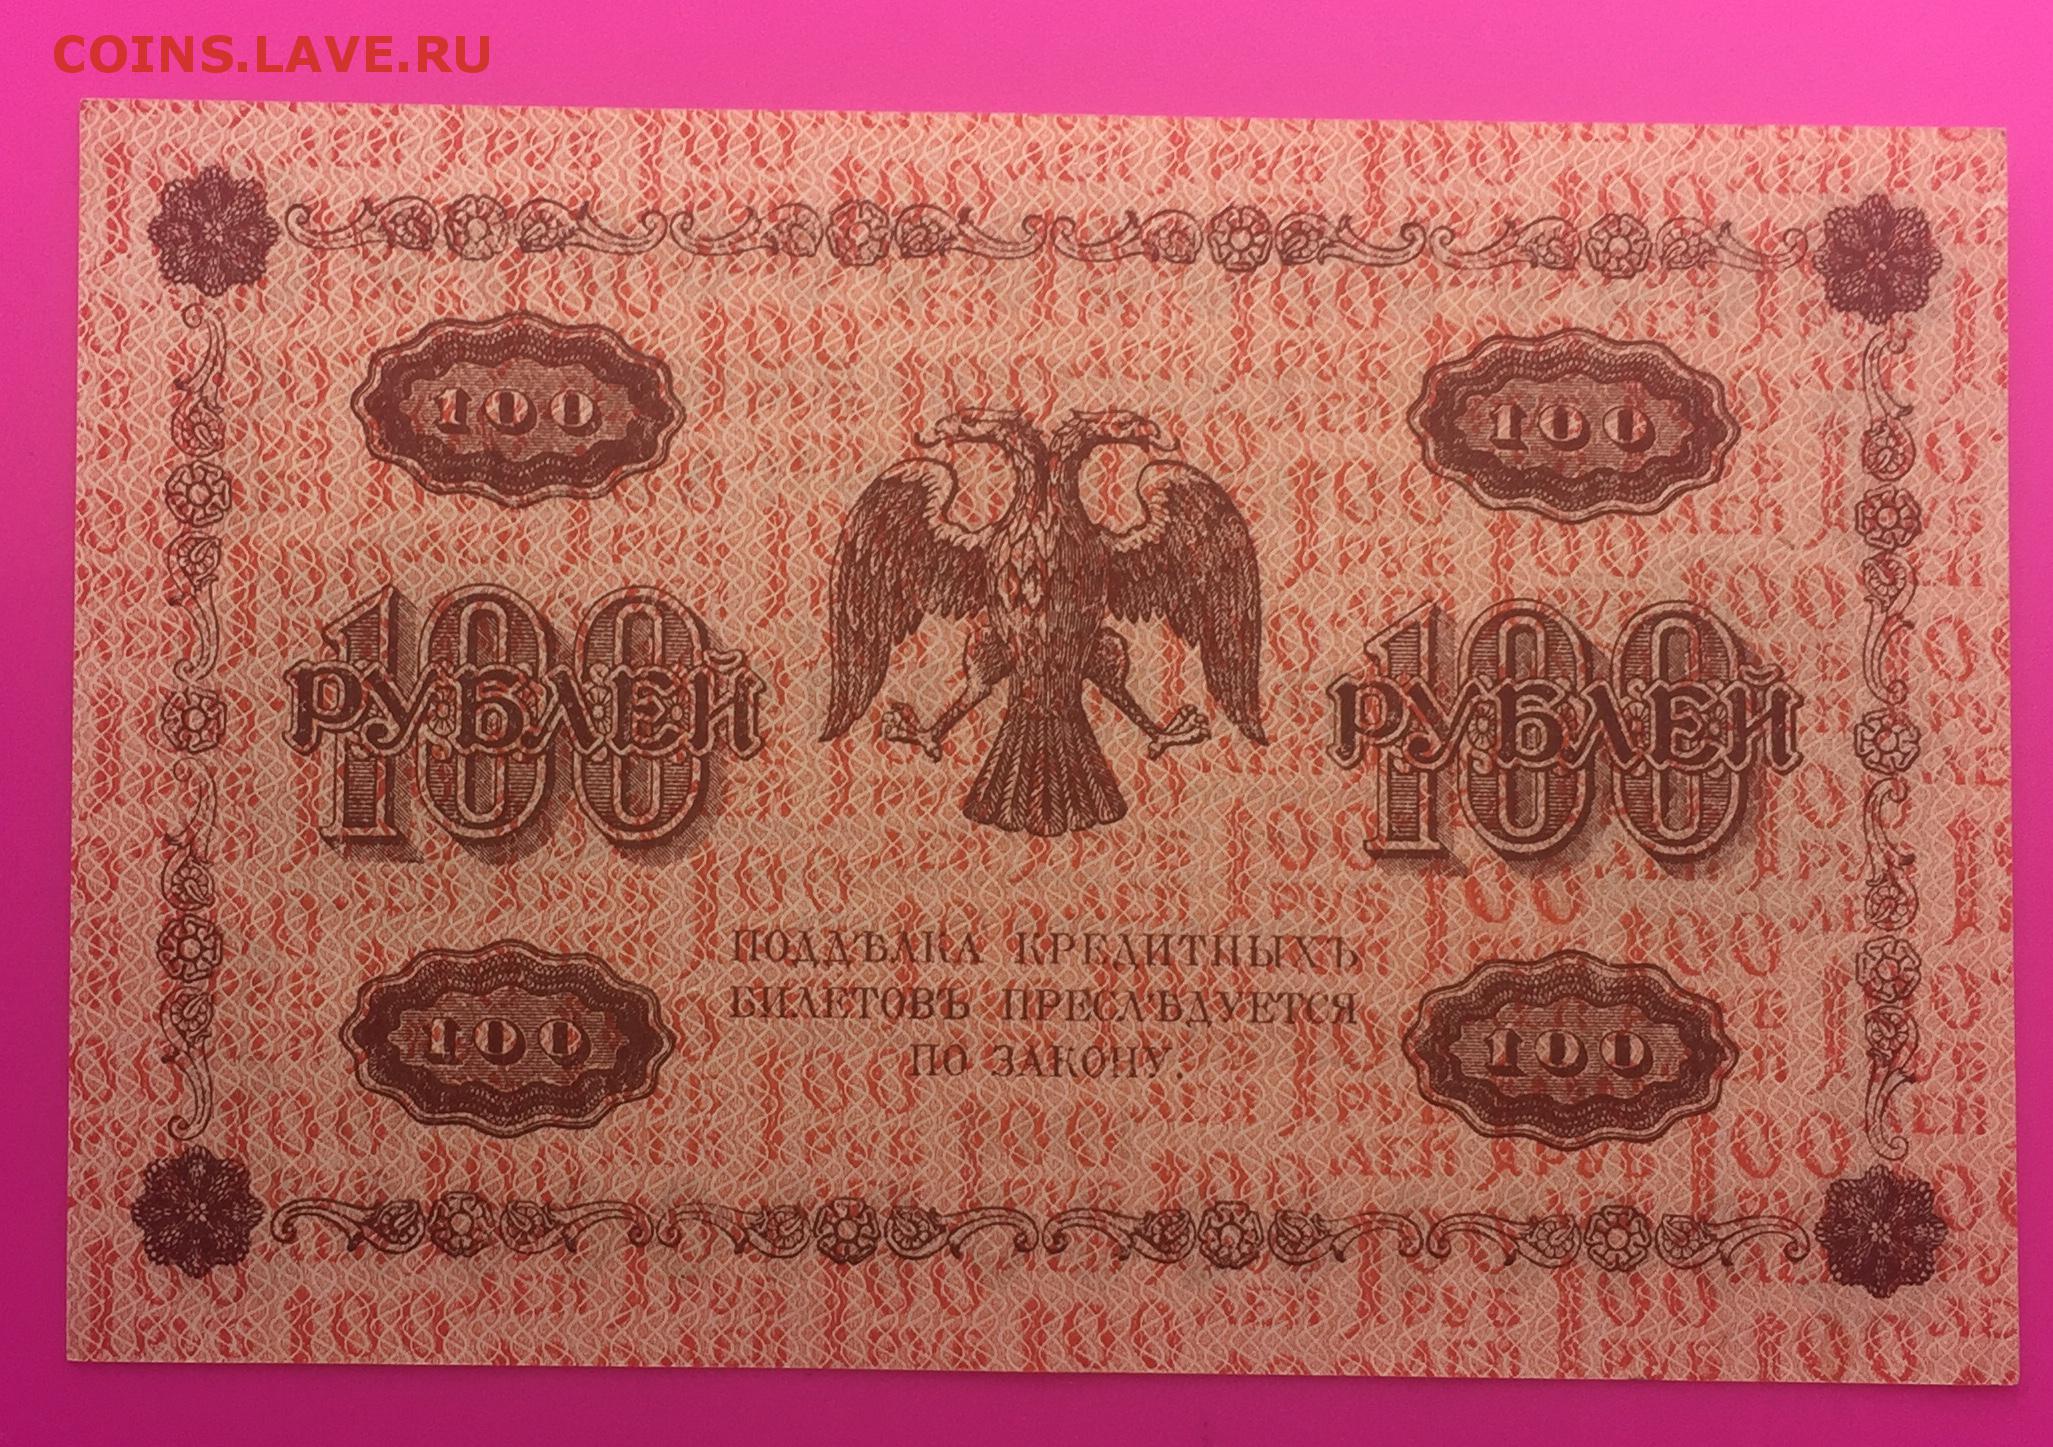 COINS.LAVE.RU
100 100
100 100
РУБЛЕЙ РУБЛЕЙ
ПОДДѢЛКА КРЕДИТНЫХЪ
БИЛЕТОВЪ ПРЕСЛѢДУЕТСЯ
ПО ЗАКОНУ.
100 100